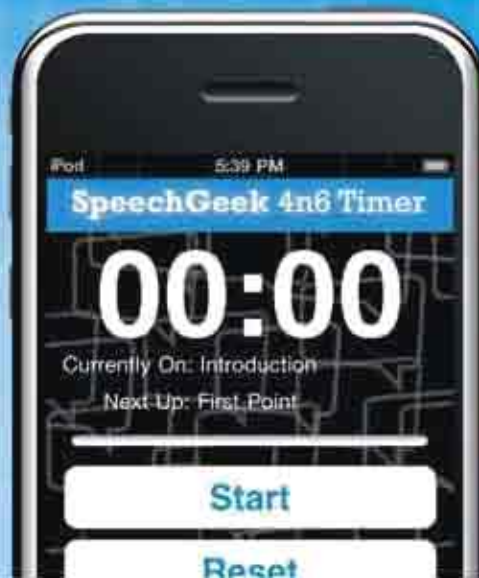 iPod
5:39 PM
SpeechGeek 4n6 Timer
00:00
Currently On: Introduction
Next Up: First Point
Start
Reset